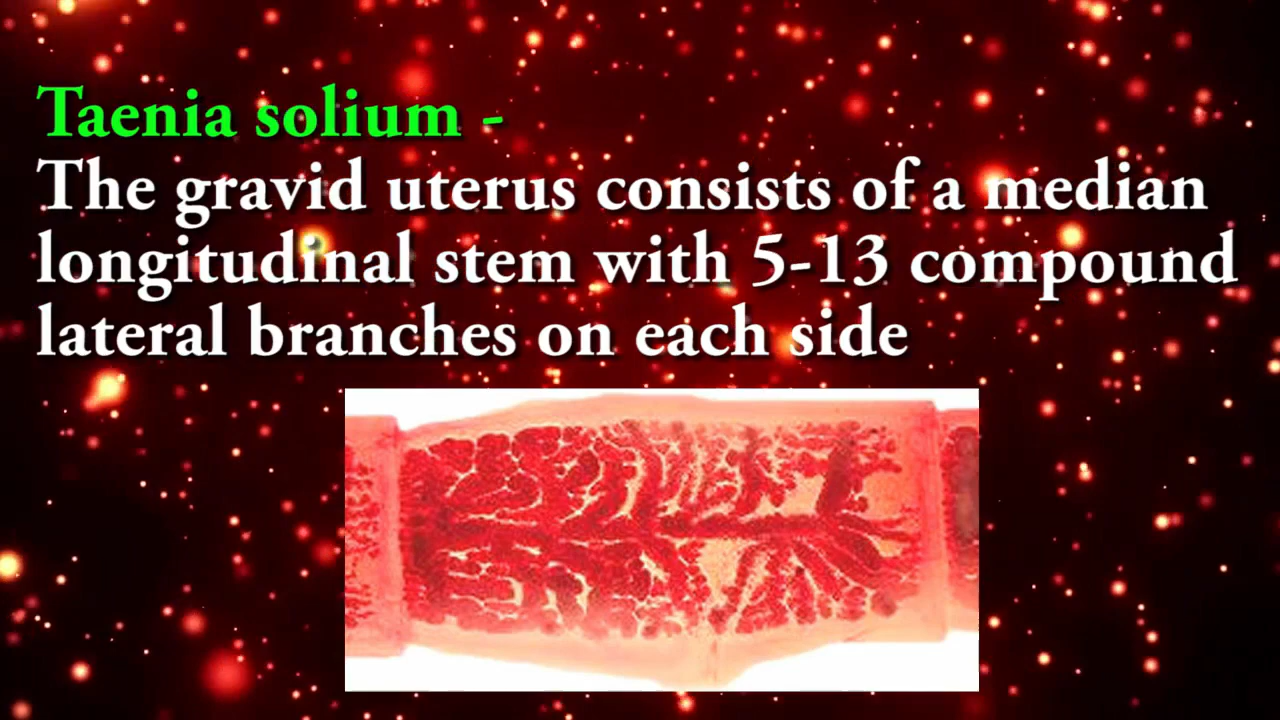 Taenia solium -
The gravid uterus consists of a median
longitudinal stem with 5-13 compound
lateral branches on each side